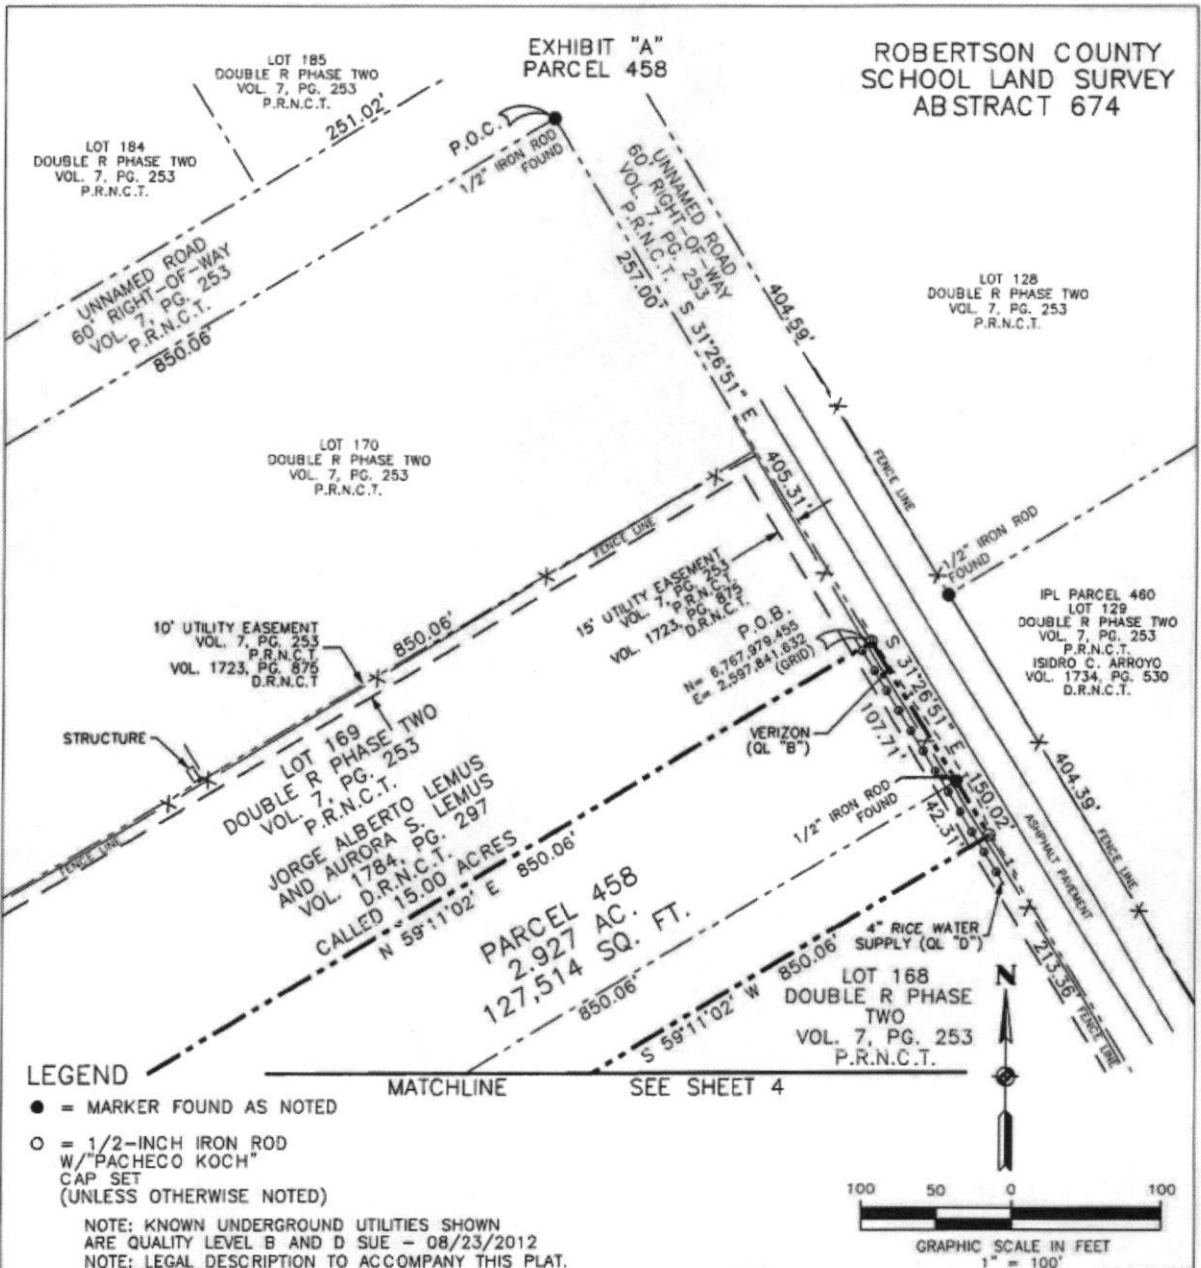 EXHIBIT "A"
PARCEL 458
ROBERTSON COUNTY
SCHOOL LAND SURVEY
ABSTRACT 674
LOT 185
DOUBLE R PHASE TWO
VOL. 7, PG. 253
P.R.N.C.T.
251.02'
LOT 184
DOUBLE R PHASE TWO
VOL. 7, PG. 253
P.R.N.C.T.
P.O.C.
1/2" IRON ROD
FOUND
UNNAMED ROAD
60' RIGHT-OF-WAY
VOL. 7, PG. 253
P.R.N.C.T.
850.06'
UNNAMED ROAD
60' RIGHT-OF-WAY
VOL. 7, PG. 253
P.R.N.C.T.
257.00'
S 31°26'51" E
404.59'
LOT 128
DOUBLE R PHASE TWO
VOL. 7, PG. 253
P.R.N.C.T.
LOT 170
DOUBLE R PHASE TWO
VOL. 7, PG. 253
P.R.N.C.T.
405.31'
FENCE LINE
FENCE LINE
1/2" IRON ROD
FOUND
15' UTILITY EASEMENT
VOL. 7, PG. 253
P.R.N.C.T.
VOL. 1723, PG. 875
D.R.N.C.T.
IPL PARCEL 460
LOT 129
DOUBLE R PHASE TWO
VOL. 7, PG. 253
P.R.N.C.T.
ISIDRO C. ARROYO
VOL. 1734, PG. 530
D.R.N.C.T.
10' UTILITY EASEMENT
VOL. 7, PG. 253
P.R.N.C.T
VOL. 1723, PG. 875
D.R.N.C.T
850.06'
P.O.B.
N= 6,767,979.455
E= 2,597,841.632
(GRID)
S 31°26'51" E
STRUCTURE
VERIZON
(QL "B")
107.71'
LOT 169
DOUBLE R PHASE TWO
VOL. 7, PG. 253
P.R.N.C.T.
JORGE ALBERTO LEMUS
AND AURORA S. LEMUS
VOL. 1784, PG. 297
D.R.N.C.T.
CALLED 15.00 ACRES
N 59°11'02" E 850.06'
1/2" IRON ROD
FOUND
150.02'
42.31'
404.39'
FENCE LINE
ASHPHALT PAVEMENT
FENCE LINE
PARCEL 458
2.927 AC.
127,514 SQ. FT.
850.06'
4" RICE WATER
SUPPLY (QL "D")
213.36'
FENCE LINE
S 59°11'02" W 850.06'
LOT 168
DOUBLE R PHASE
TWO
VOL. 7, PG. 253
P.R.N.C.T.
N
MATCHLINE SEE SHEET 4
LEGEND
● = MARKER FOUND AS NOTED
○ = 1/2-INCH IRON ROD
W/"PACHECO KOCH"
CAP SET
(UNLESS OTHERWISE NOTED)
NOTE: KNOWN UNDERGROUND UTILITIES SHOWN
ARE QUALITY LEVEL B AND D SUE - 08/23/2012
NOTE: LEGAL DESCRIPTION TO ACCOMPANY THIS PLAT.
100 50 0 100
GRAPHIC SCALE IN FEET
1" = 100'